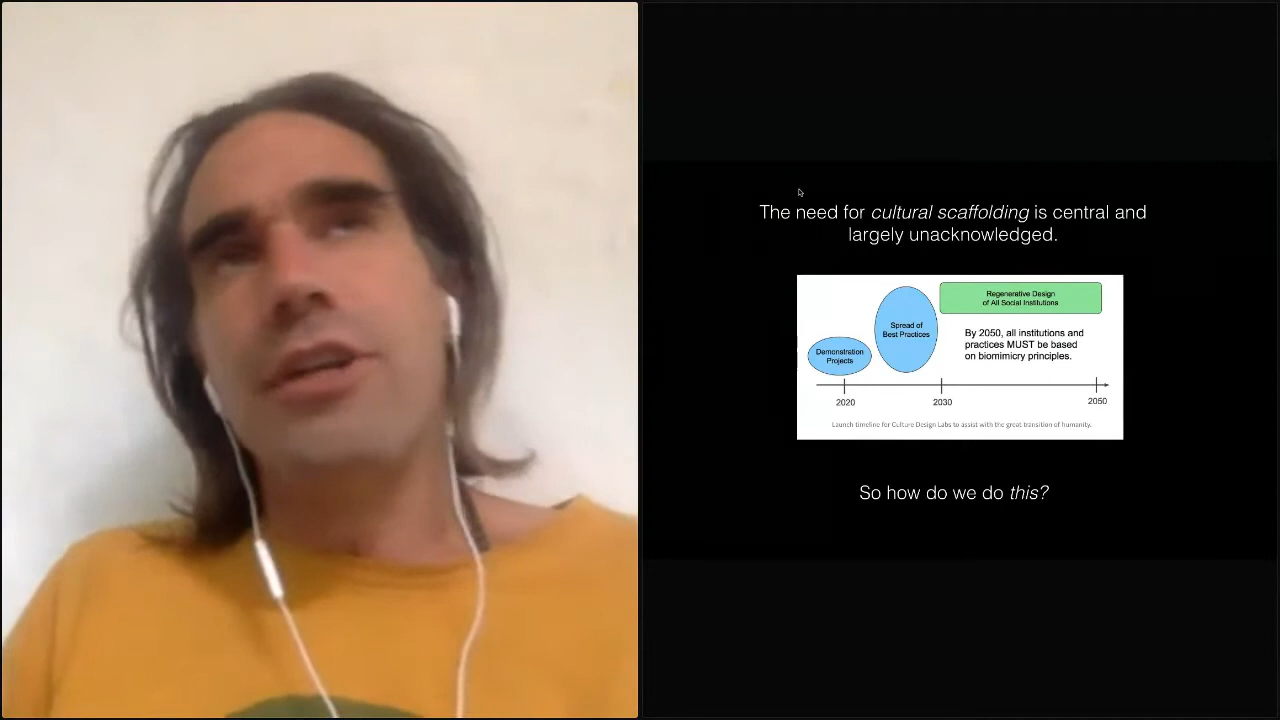 The need for cultural scaffolding is central and
largely unacknowledged.
Regenerative Design
of All Social Institutions
Spread of
Best Practices
By 2050, all institutions and
practices MUST be based
on biomimicry principles.
Demonstration
Projects
2020
2030
2050
Launch timeline for Culture Design Labs to assist with the great transition of humanity.
So how do we do this?